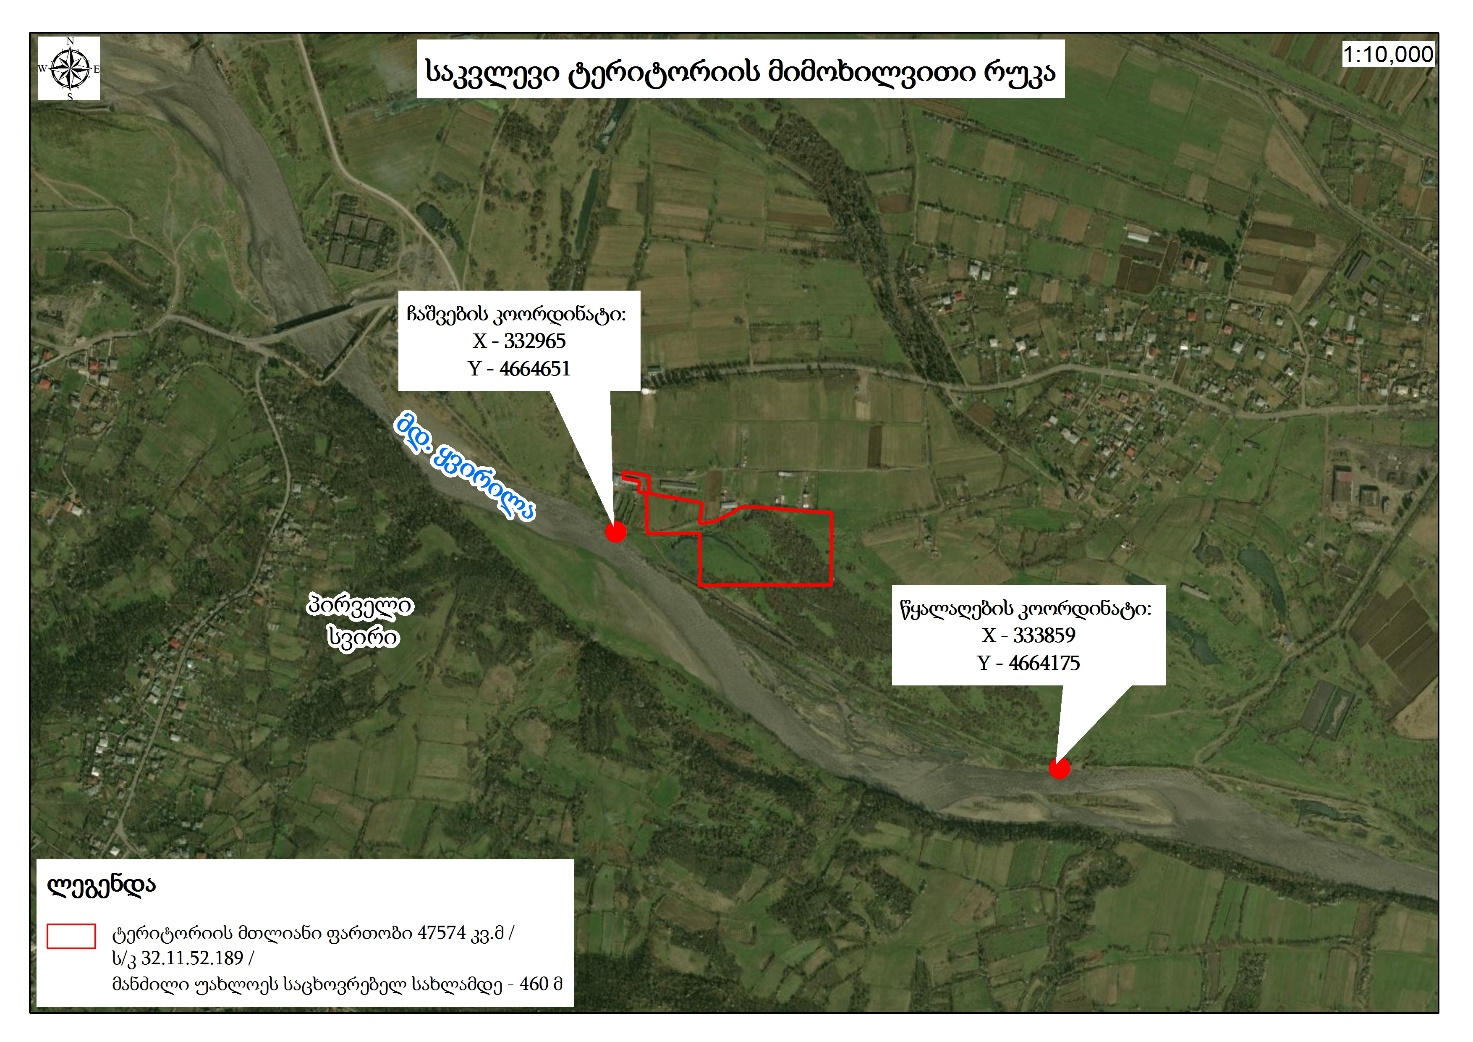 N
W E
S
საკვლევი ტერიტორიის მიმოხილვითი რუკა
1:10,000
ჩაშვების კოორდინატი:
X - 332965
Y - 4664651
მდ. ყვირილა
პირველი
სვირი
წყალაღების კოორდინატი:
X - 333859
Y - 4664175
ლეგენდა
ტერიტორიის მთლიანი ფართობი 47574 კვ.მ /
ს/კ 32.11.52.189 /
მანძილი უახლოეს საცხოვრებელ სახლამდე - 460 მ